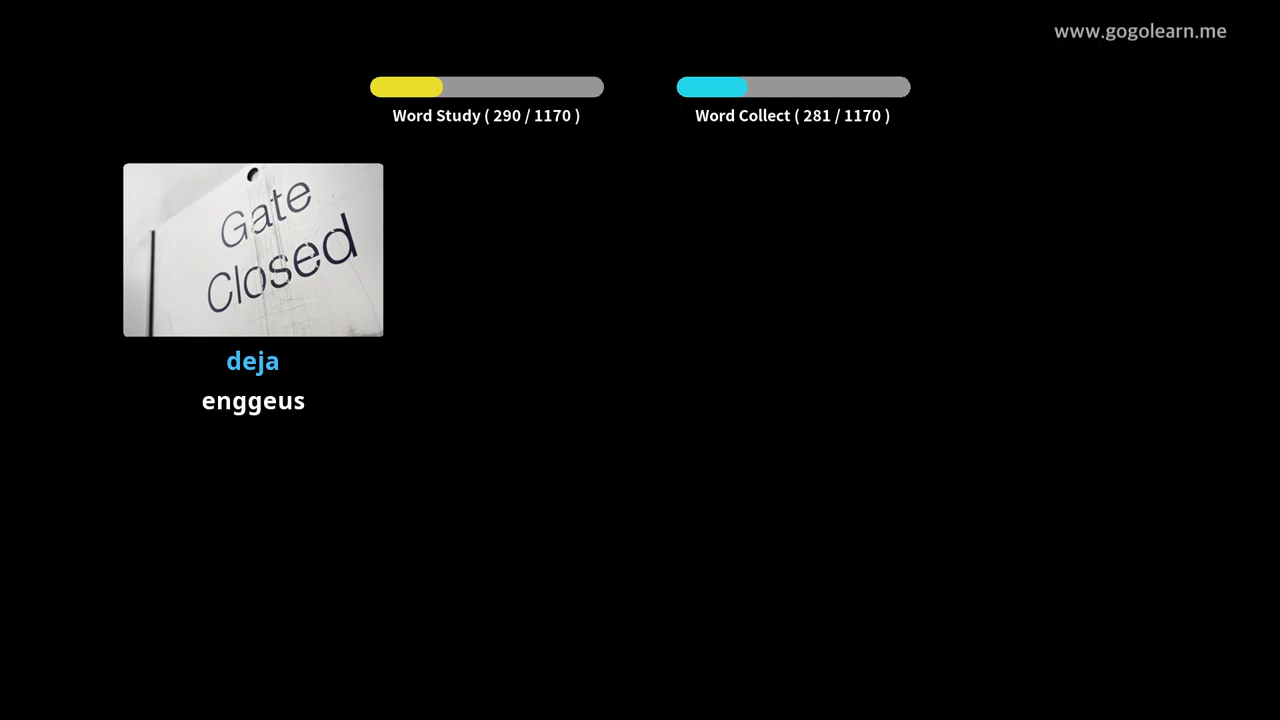 www.gogolearn.me
Word Study ( 290 / 1170 )
Word Collect ( 281 / 1170 )
Gate
Closed
deja
enggeus